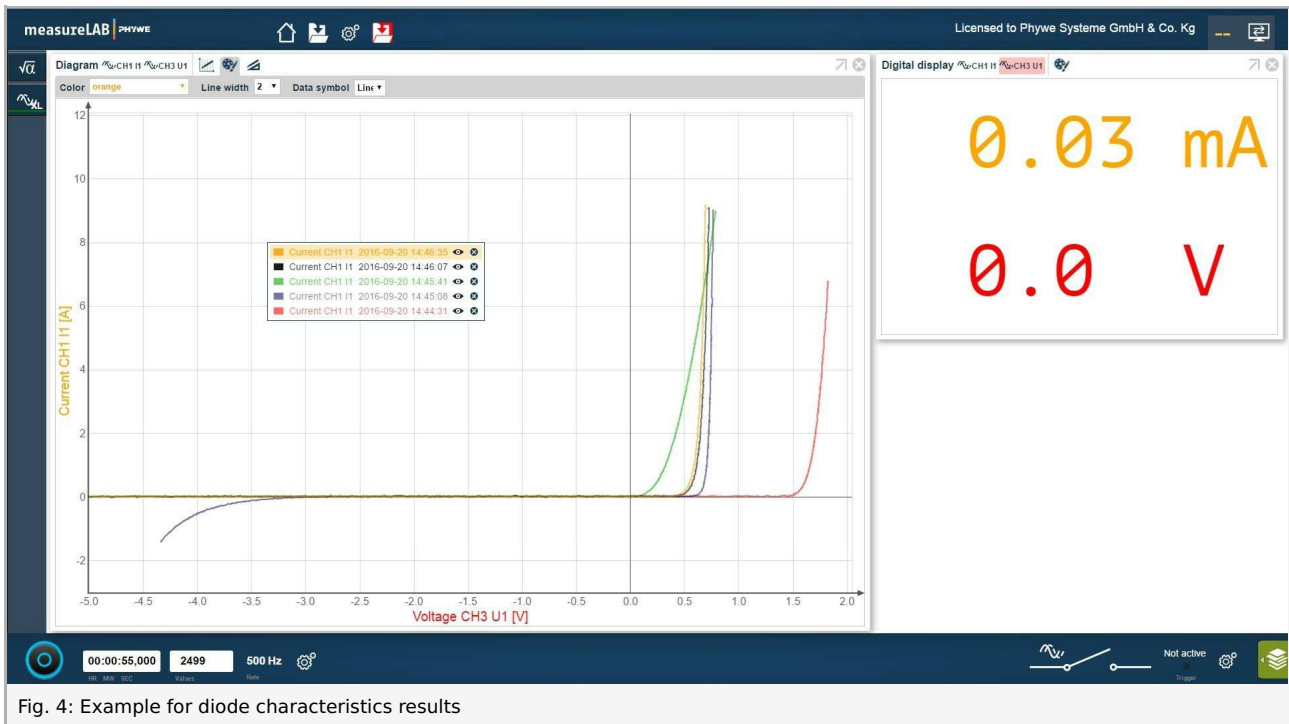 measureLAB PHYWE
Licensed to Phywe Systeme GmbH & Co. Kg
--
√α
XL
Diagram CH1 I1 CH3 U1
Color orange Line width 2 Data symbol Line
Digital display CH1 I1 CH3 U1
0.03 mA
0.0 V
12
10
8
6
4
2
0
-2
Current CH1 I1 [A]
Current CH1 I1 2016-09-20 14:46:35
Current CH1 I1 2016-09-20 14:46:07
Current CH1 I1 2016-09-20 14:45:41
Current CH1 I1 2016-09-20 14:45:08
Current CH1 I1 2016-09-20 14:44:31
-5.0 -4.5 -4.0 -3.5 -3.0 -2.5 -2.0 -1.5 -1.0 -0.5 0.0 0.5 1.0 1.5 2.0
Voltage CH3 U1 [V]
00:00:55,000 2499 500 Hz
HR MIN SEC Values Rate
Not active
Trigger
Fig. 4: Example for diode characteristics results